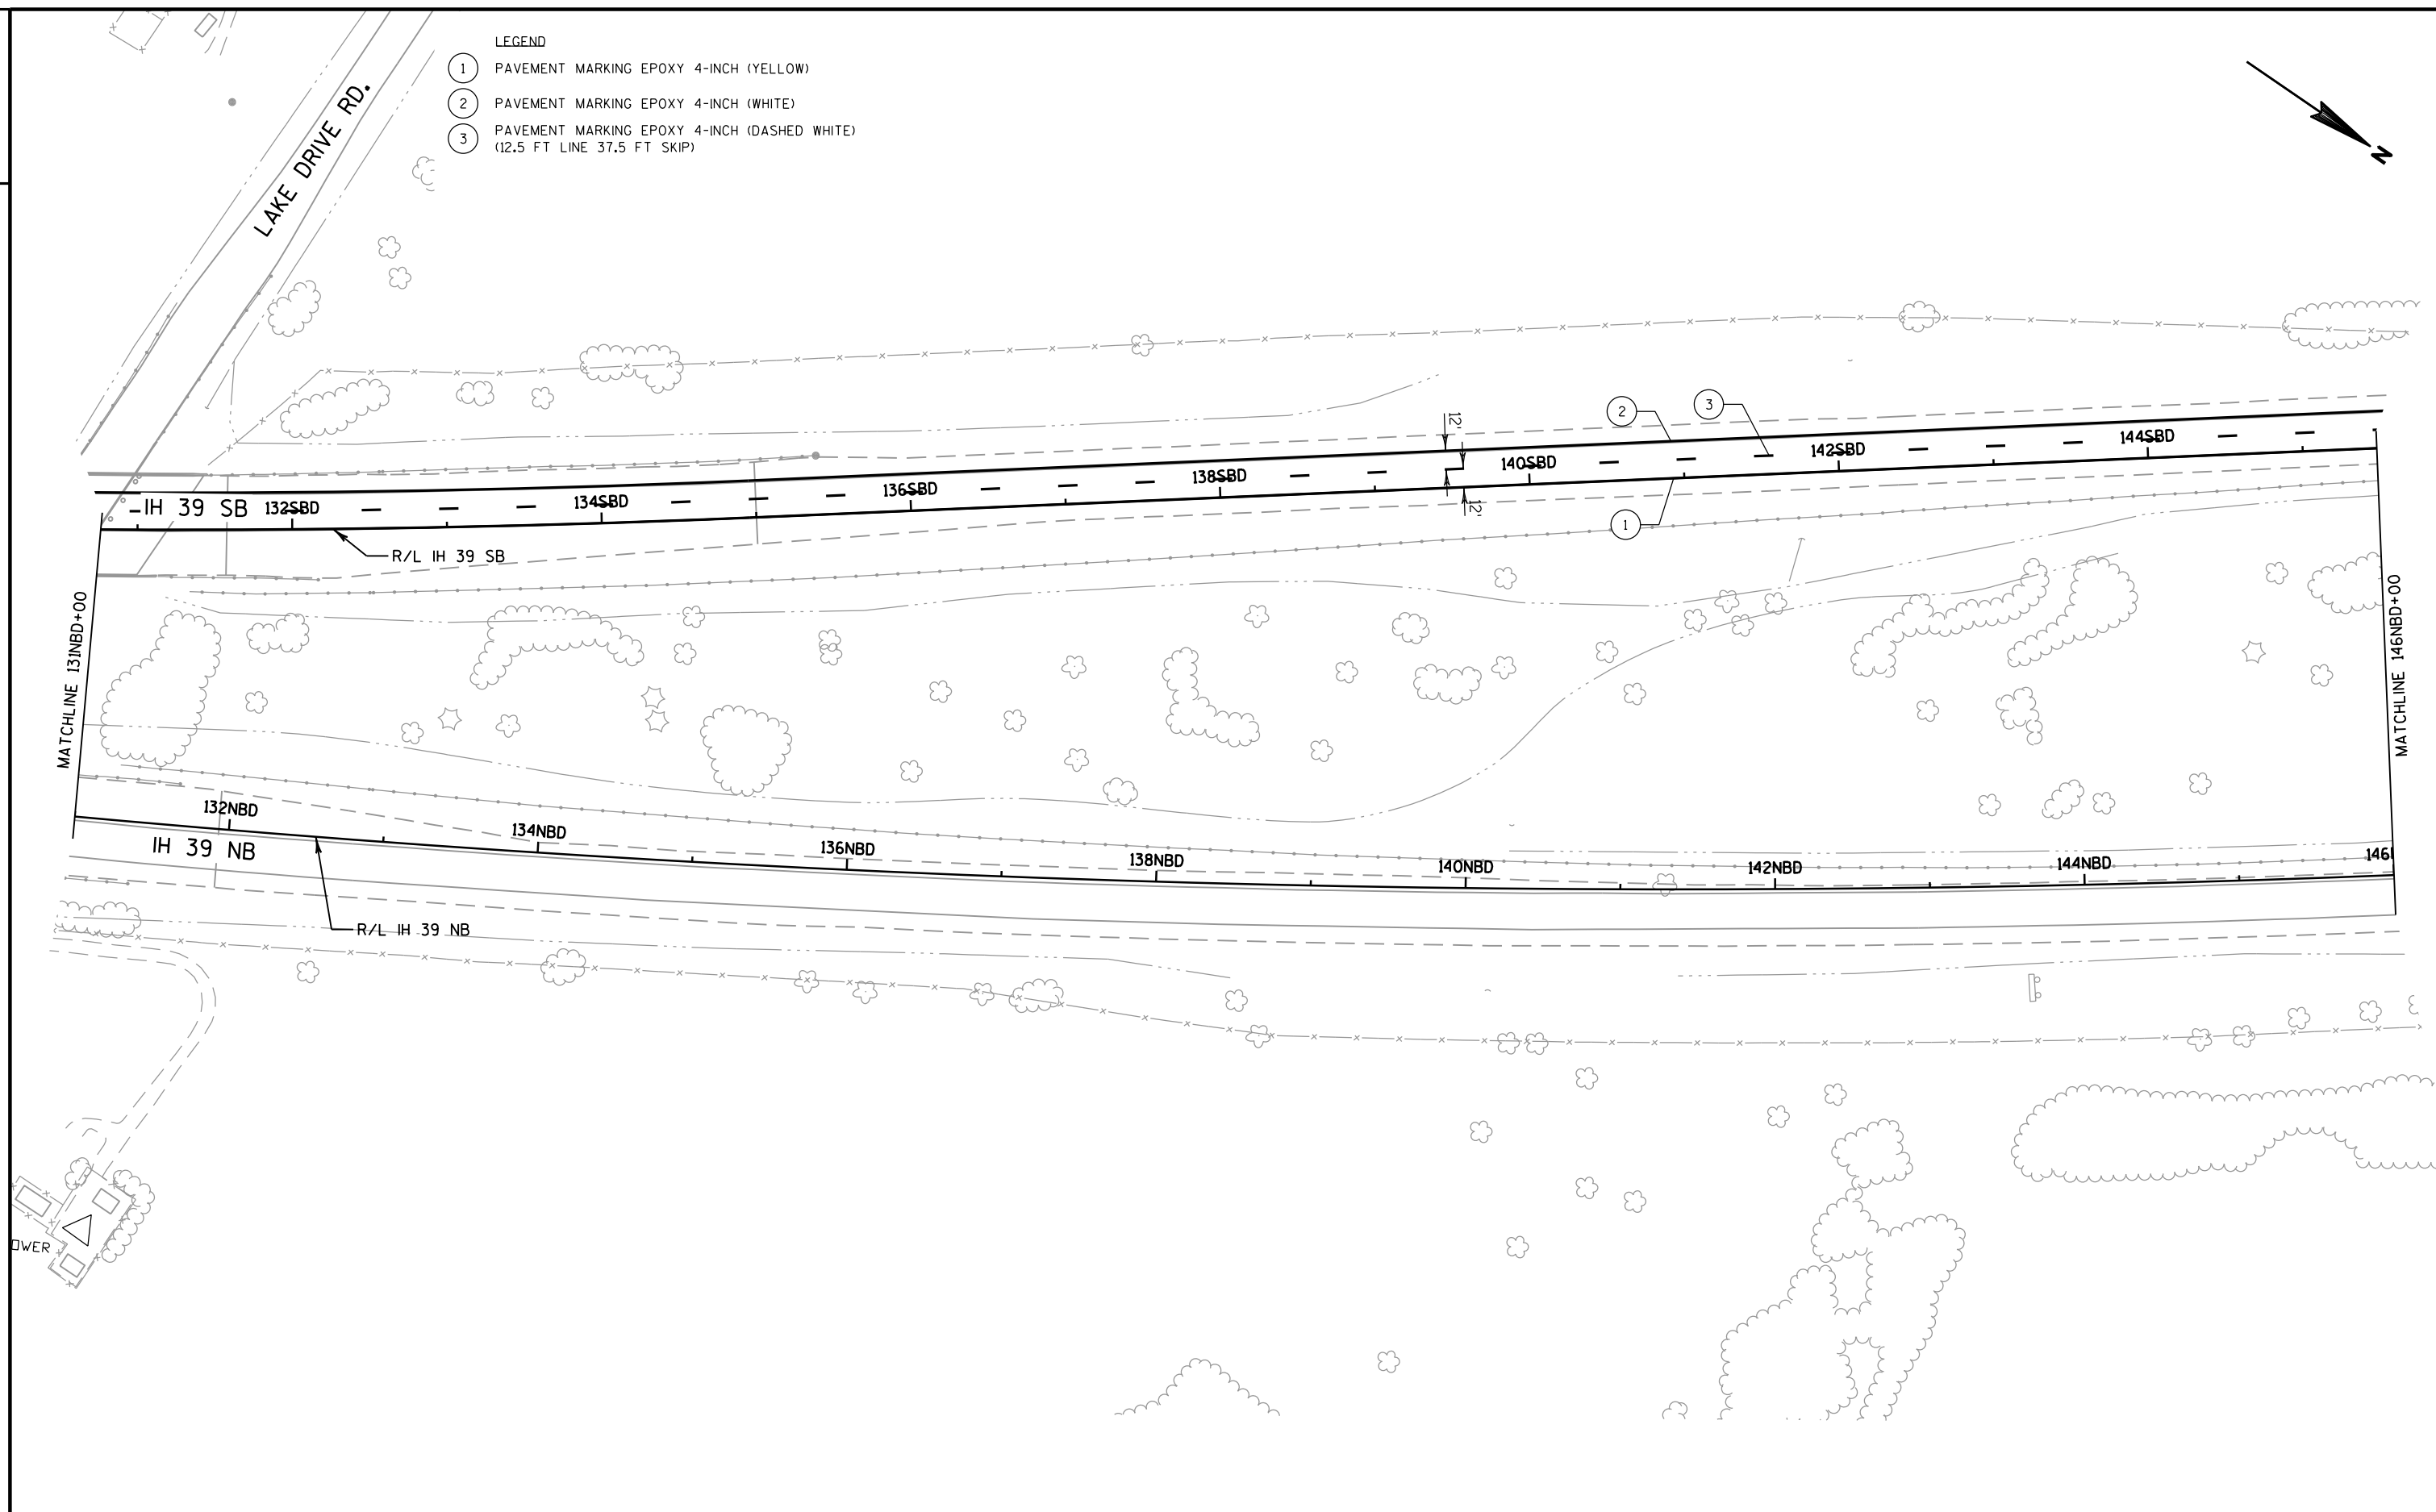 LEGEND
1 PAVEMENT MARKING EPOXY 4-INCH (YELLOW)
2 PAVEMENT MARKING EPOXY 4-INCH (WHITE)
3 PAVEMENT MARKING EPOXY 4-INCH (DASHED WHITE)
(12.5 FT LINE 37.5 FT SKIP)
N
LAKE DRIVE RD.
12'
2
3
IH 39 SB
132SBD
134SBD
136SBD
138SBD
140SBD
142SBD
144SBD
12'
1
R/L IH 39 SB
MATCHLINE 131NBD+00
MATCHLINE 146NBD+00
132NBD
134NBD
136NBD
138NBD
140NBD
142NBD
144NBD
146
IH 39 NB
R/L IH 39 NB
OWER